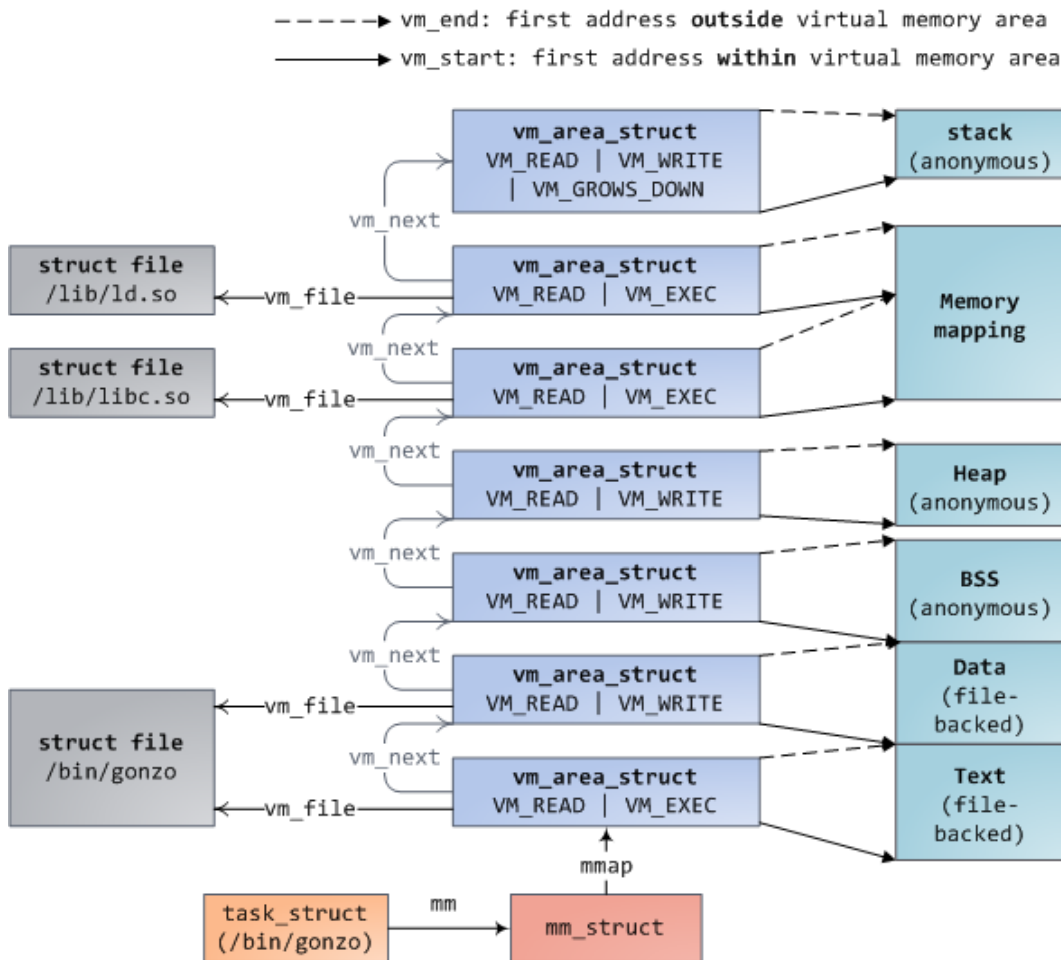 vm_end: first address outside virtual memory area
vm_start: first address within virtual memory area
vm_area_struct
VM_READ | VM_WRITE
| VM_GROWS_DOWN
stack
(anonymous)
vm_next
struct file
/lib/ld.so
vm_file
vm_area_struct
VM_READ | VM_EXEC
Memory
mapping
vm_next
struct file
/lib/libc.so
vm_file
vm_area_struct
VM_READ | VM_EXEC
vm_next
vm_area_struct
VM_READ | VM_WRITE
Heap
(anonymous)
vm_next
vm_area_struct
VM_READ | VM_WRITE
BSS
(anonymous)
vm_next
vm_area_struct
VM_READ | VM_WRITE
Data
(file-
backed)
vm_file
struct file
/bin/gonzo
vm_next
vm_file
vm_area_struct
VM_READ | VM_EXEC
Text
(file-
backed)
mmap
task_struct
(/bin/gonzo)
mm
mm_struct